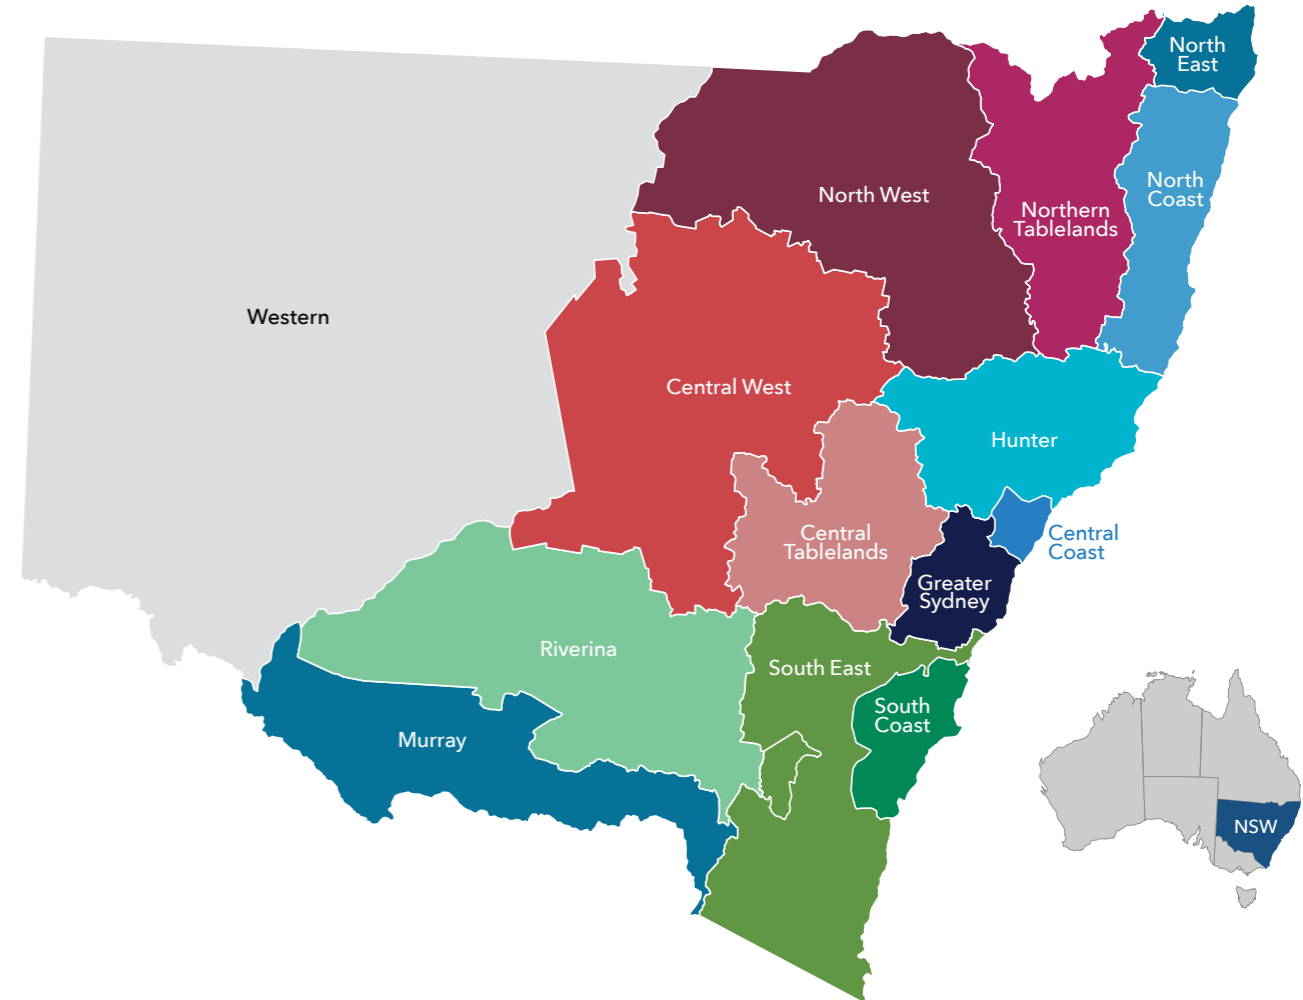 North
East
North West
North
Coast
Northern
Tablelands
Western
Central West
Hunter
Central
Tablelands
Central
Coast
Greater
Sydney
Riverina
South East
South
Coast
Murray
NSW